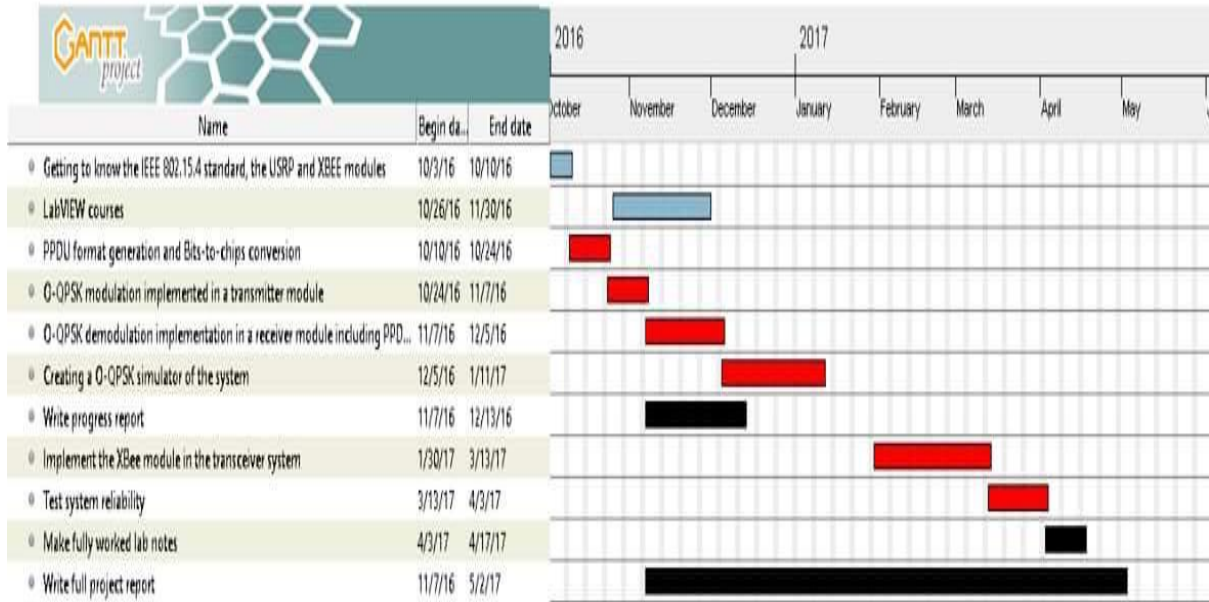 GANTT
project
2016 2017
October November December January February March April May
Name Begin da... End date
Getting to know the IEEE 802.15.4 standard, the USRP and XBEE modules 10/3/16 10/10/16
LabVIEW courses 10/26/16 11/30/16
PPDU format generation and Bits-to-chips conversion 10/10/16 10/24/16
O-QPSK modulation implemented in a transmitter module 10/24/16 11/7/16
O-QPSK demodulation implementation in a receiver module including PPD... 11/7/16 12/5/16
Creating a O-QPSK simulator of the system 12/5/16 1/11/17
Write progress report 11/7/16 12/13/16
Implement the XBee module in the transceiver system 1/30/17 3/13/17
Test system reliability 3/13/17 4/3/17
Make fully worked lab notes 4/3/17 4/17/17
Write full project report 11/7/16 5/2/17